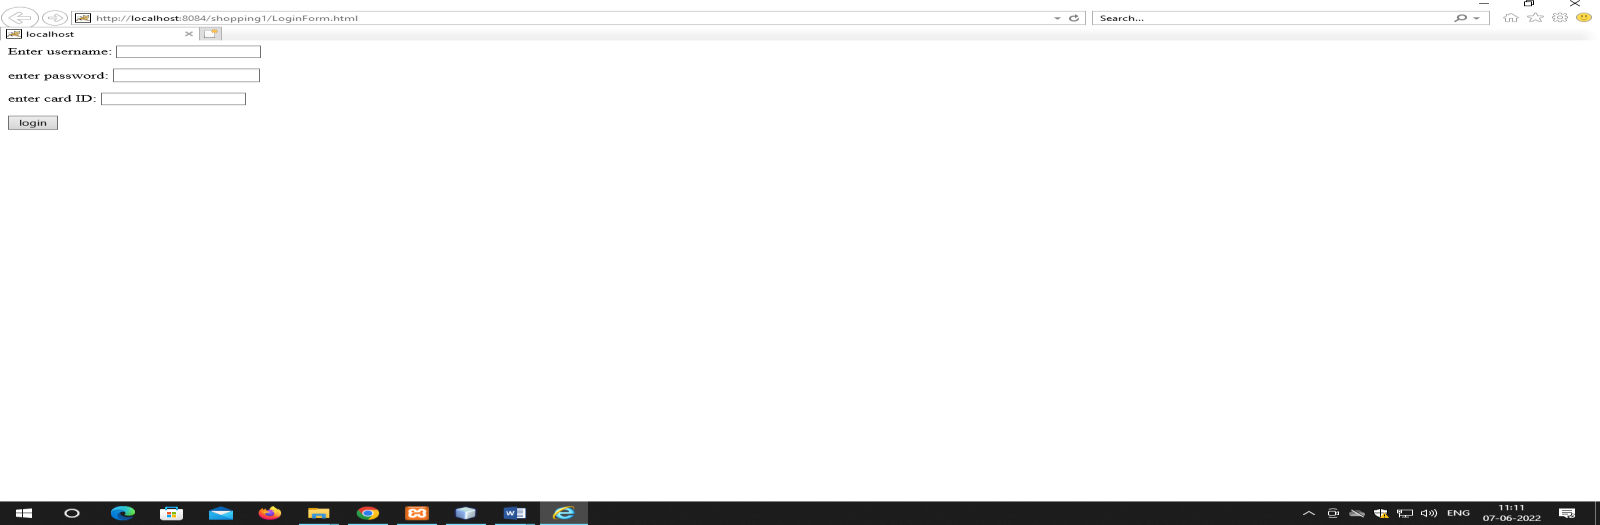 http://localhost:8084/shopping1/LoginForm.html
Search...
localhost
Enter username:
enter password:
enter card ID:
login
ENG
11:11
07-06-2022